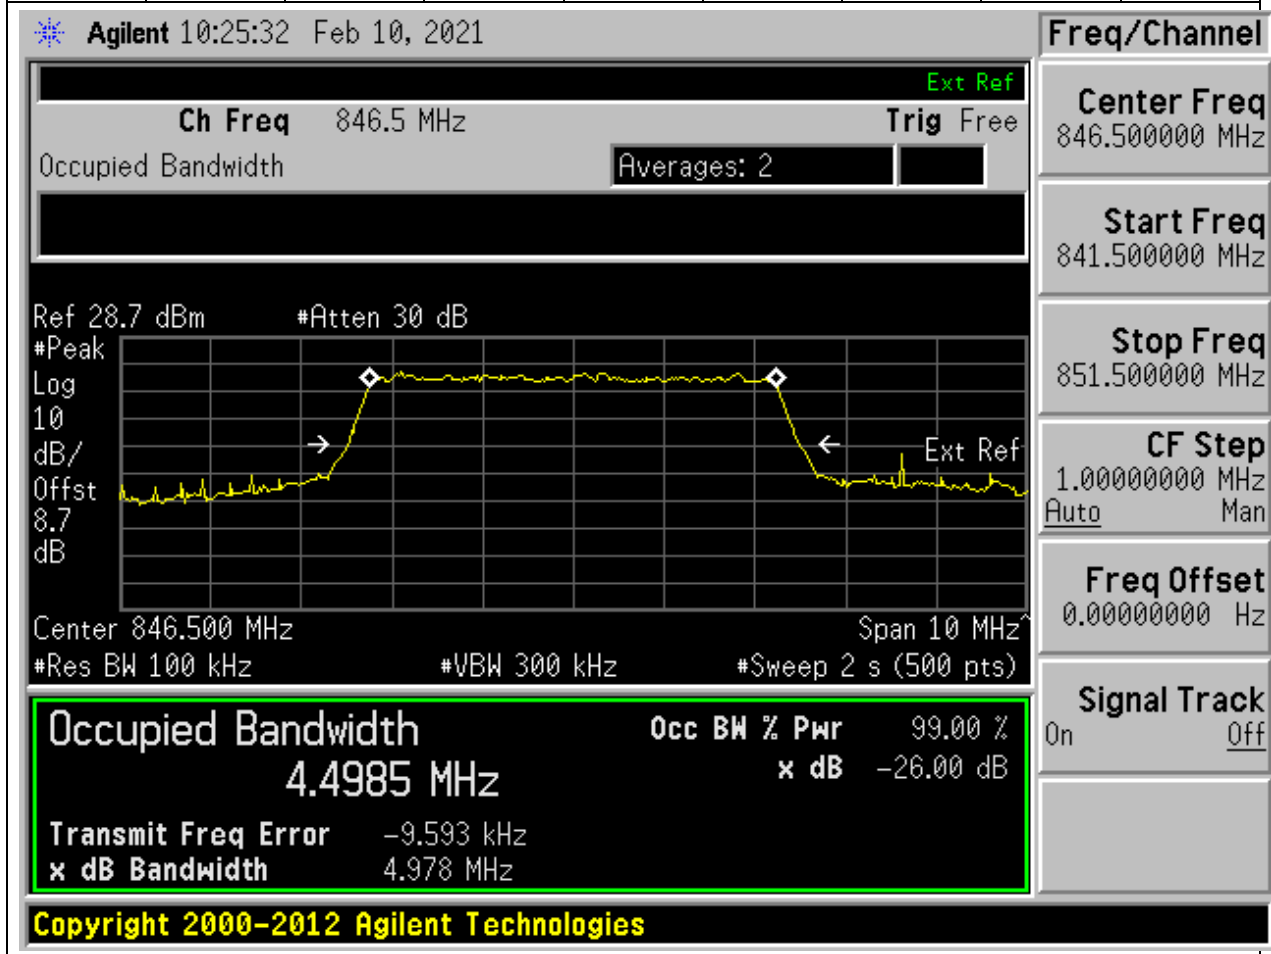 Agilent 10:25:32 Feb 10, 2021
Freq/Channel
Ext Ref
Ch Freq 846.5 MHz Trig Free
Occupied Bandwidth Averages: 2
Ref 28.7 dBm #Atten 30 dB
#Peak
Log
10
dB/
Offst
8.7
dB
Ext Ref
Center 846.500 MHz Span 10 MHz^
#Res BW 100 kHz #VBW 300 kHz #Sweep 2 s (500 pts)
Occupied Bandwidth Occ BW % Pwr 99.00 %
4.4985 MHz x dB -26.00 dB
Transmit Freq Error -9.593 kHz
x dB Bandwidth 4.978 MHz
Center Freq
846.500000 MHz
Start Freq
841.500000 MHz
Stop Freq
851.500000 MHz
CF Step
1.00000000 MHz
Auto Man
Freq Offset
0.00000000 Hz
Signal Track
On Off
Copyright 2000-2012 Agilent Technologies